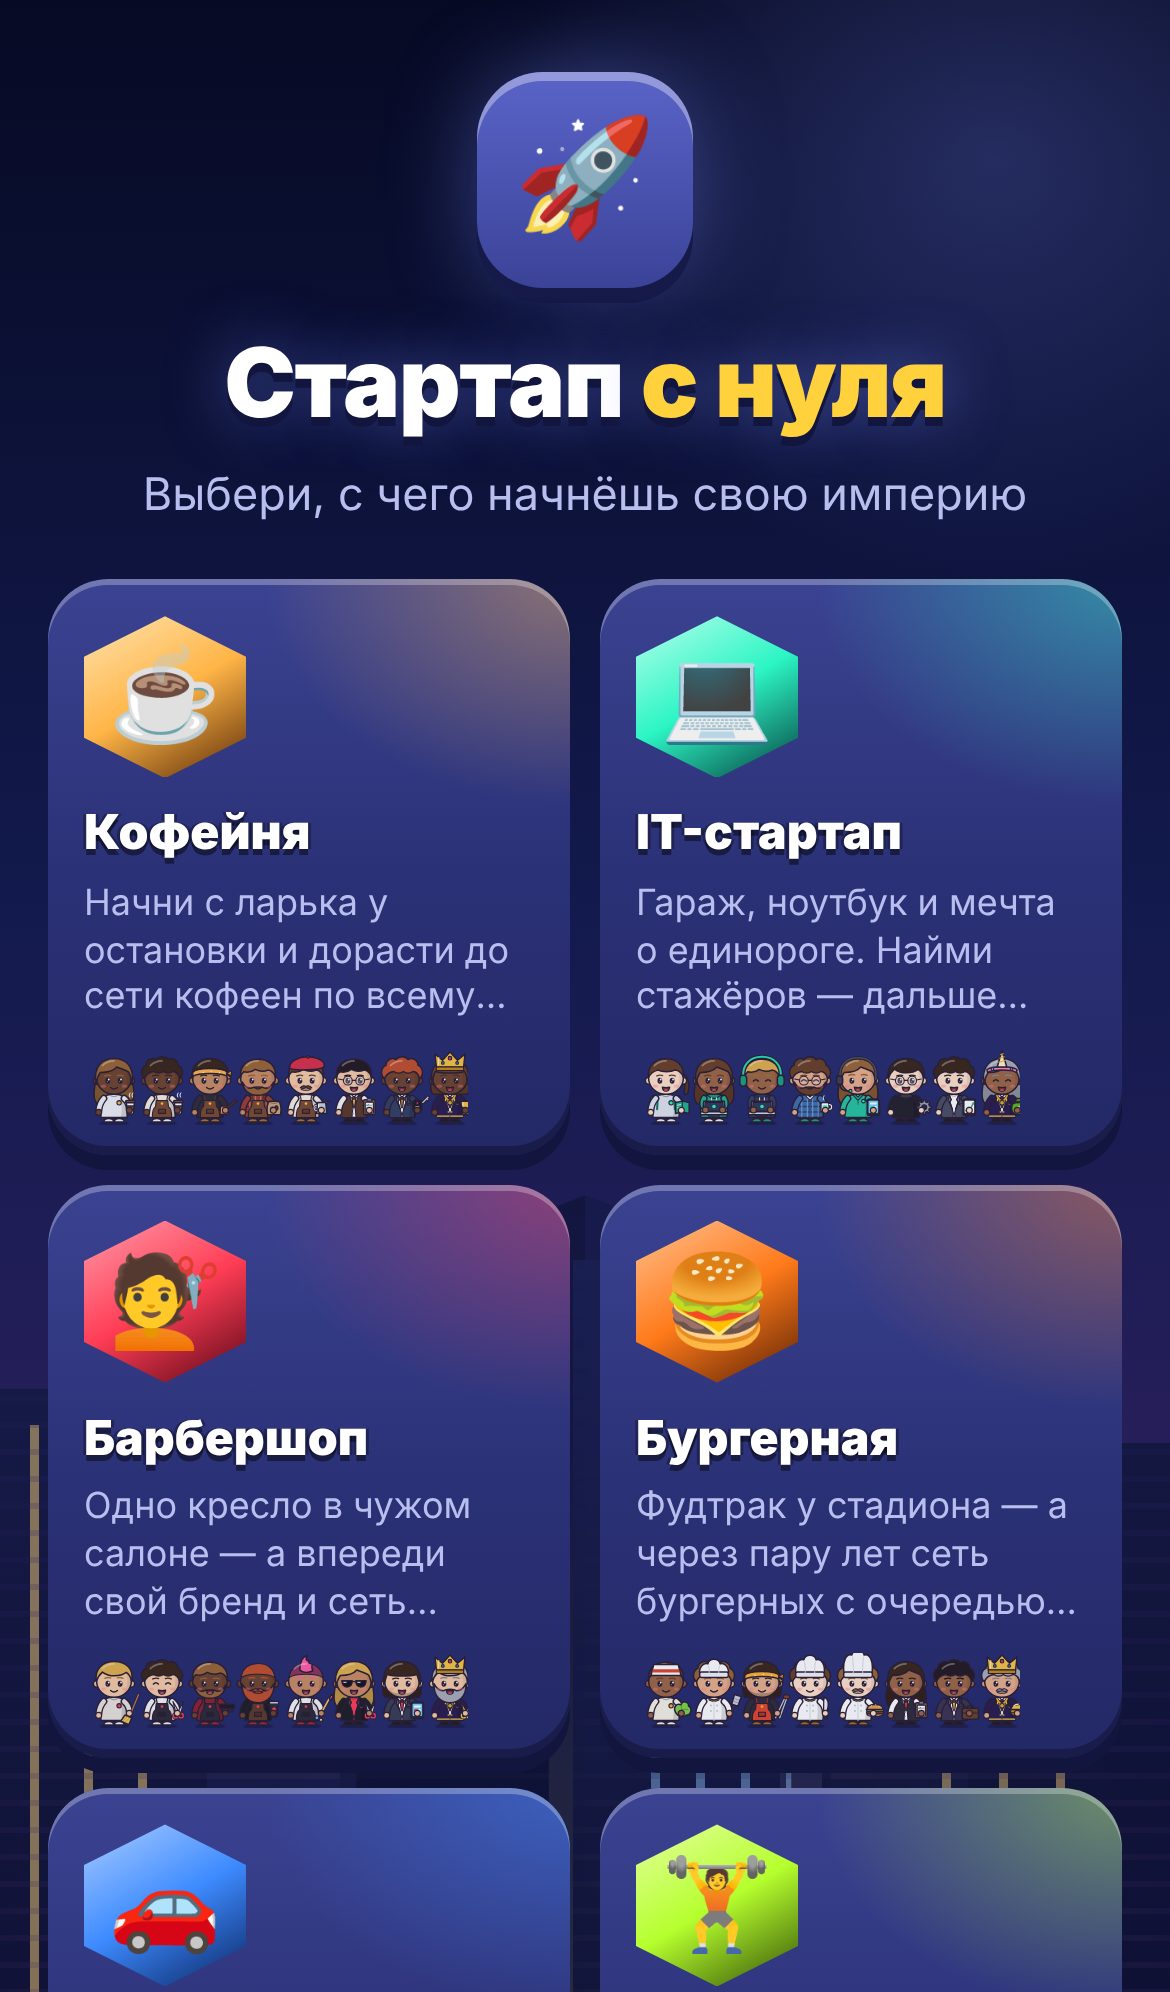 Стартап с нуля
Выбери, с чего начнёшь свою империю
Кофейня
Начни с ларька у
остановки и дорасти до
сети кофеен по всему...
IT-стартап
Гараж, ноутбук и мечта
о единороге. Найми
стажёров — дальше...
Барбершоп
Одно кресло в чужом
салоне — а впереди
свой бренд и сеть...
Бургерная
Фудтрак у стадиона — а
через пару лет сеть
бургерных с очередью...